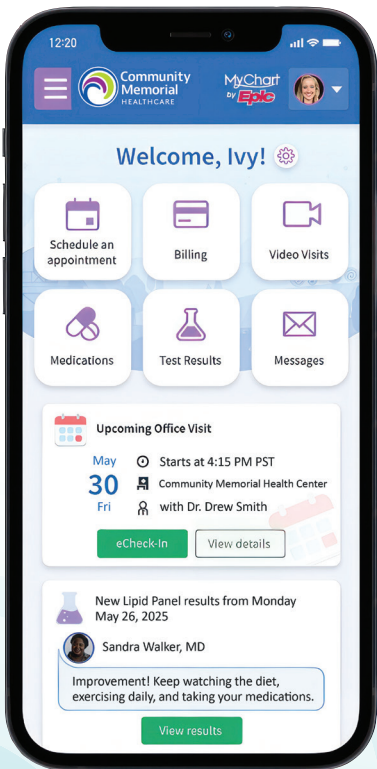 12:20
Community
Memorial
HEALTHCARE
MyChart
by Epic
Welcome, Ivy!
Schedule an
appointment
Billing
Video Visits
Medications
Test Results
Messages
Upcoming Office Visit
May
30
Fri
Starts at 4:15 PM PST
Community Memorial Health Center
with Dr. Drew Smith
eCheck-In
View details
New Lipid Panel results from Monday
May 26, 2025
Sandra Walker, MD
Improvement! Keep watching the diet,
exercising daily, and taking your medications.
View results